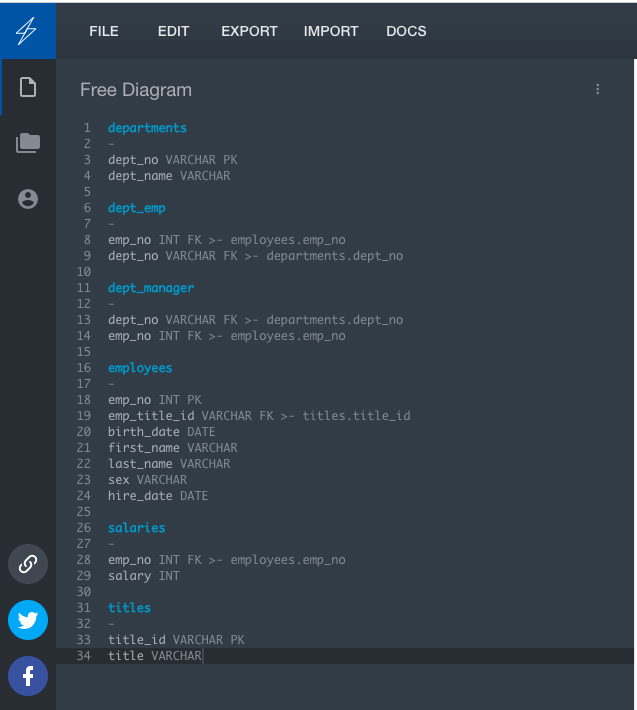 FILE EDIT EXPORT IMPORT DOCS
Free Diagram
1 departments
2 -
3 dept_no VARCHAR PK
4 dept_name VARCHAR
5
6 dept_emp
7 -
8 emp_no INT FK >- employees.emp_no
9 dept_no VARCHAR FK >- departments.dept_no
10
11 dept_manager
12 -
13 dept_no VARCHAR FK >- departments.dept_no
14 emp_no INT FK >- employees.emp_no
15
16 employees
17 -
18 emp_no INT PK
19 emp_title_id VARCHAR FK >- titles.title_id
20 birth_date DATE
21 first_name VARCHAR
22 last_name VARCHAR
23 sex VARCHAR
24 hire_date DATE
25
26 salaries
27 -
28 emp_no INT FK >- employees.emp_no
29 salary INT
30
31 titles
32 -
33 title_id VARCHAR PK
34 title VARCHAR